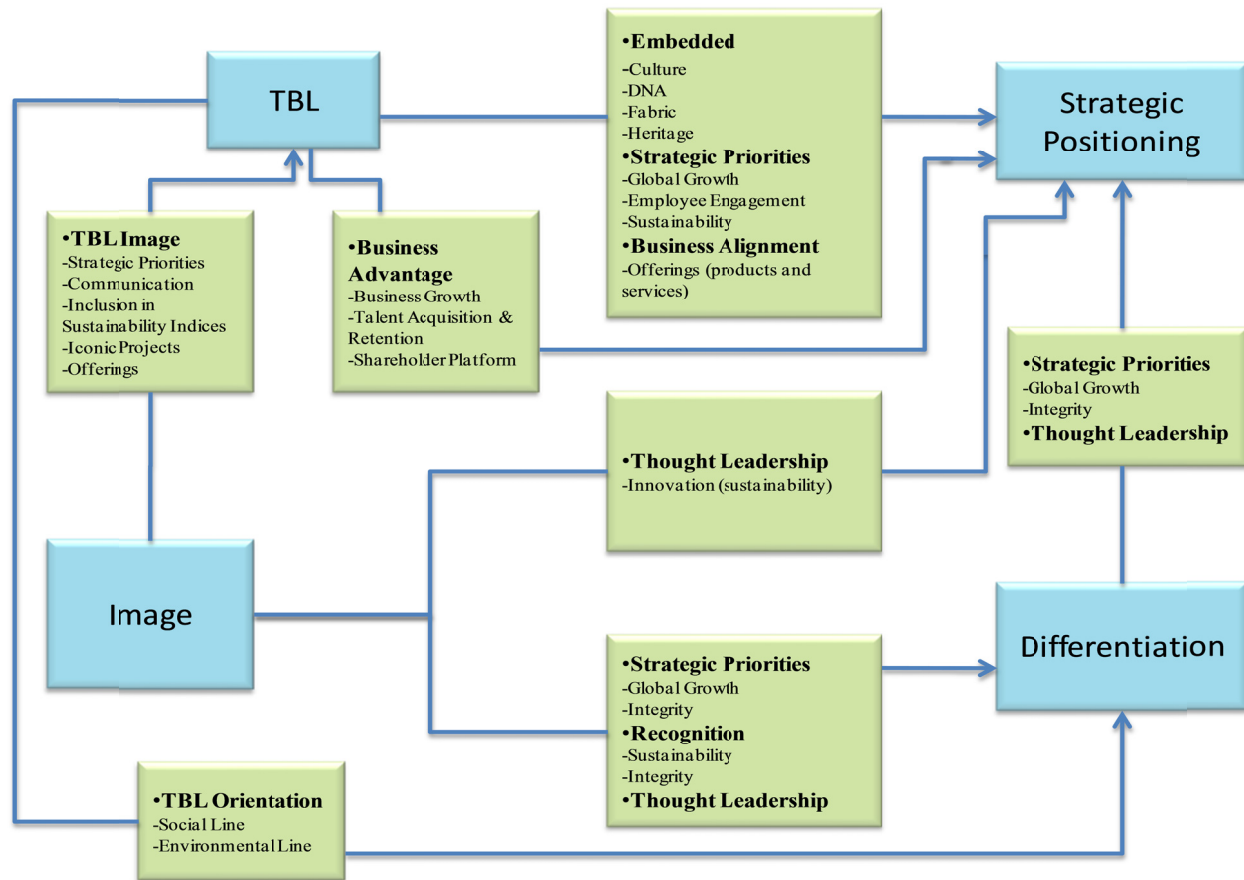 TBL
•Embedded
-Culture
-DNA
-Fabric
-Heritage
•Strategic Priorities
-Global Growth
-Employee Engagement
-Sustainability
•Business Alignment
-Offerings (products and
services)
Strategic
Positioning
•TBL Image
-Strategic Priorities
-Communication
-Inclusion in
Sustainability Indices
-Iconic Projects
-Offerings
•Business
Advantage
-Business Growth
-Talent Acquisition &
Retention
-Shareholder Platform
•Strategic Priorities
-Global Growth
-Integrity
•Thought Leadership
•Thought Leadership
-Innovation (sustainability)
Image
•Strategic Priorities
-Global Growth
-Integrity
•Recognition
-Sustainability
-Integrity
•Thought Leadership
Differentiation
•TBL Orientation
-Social Line
-Environmental Line